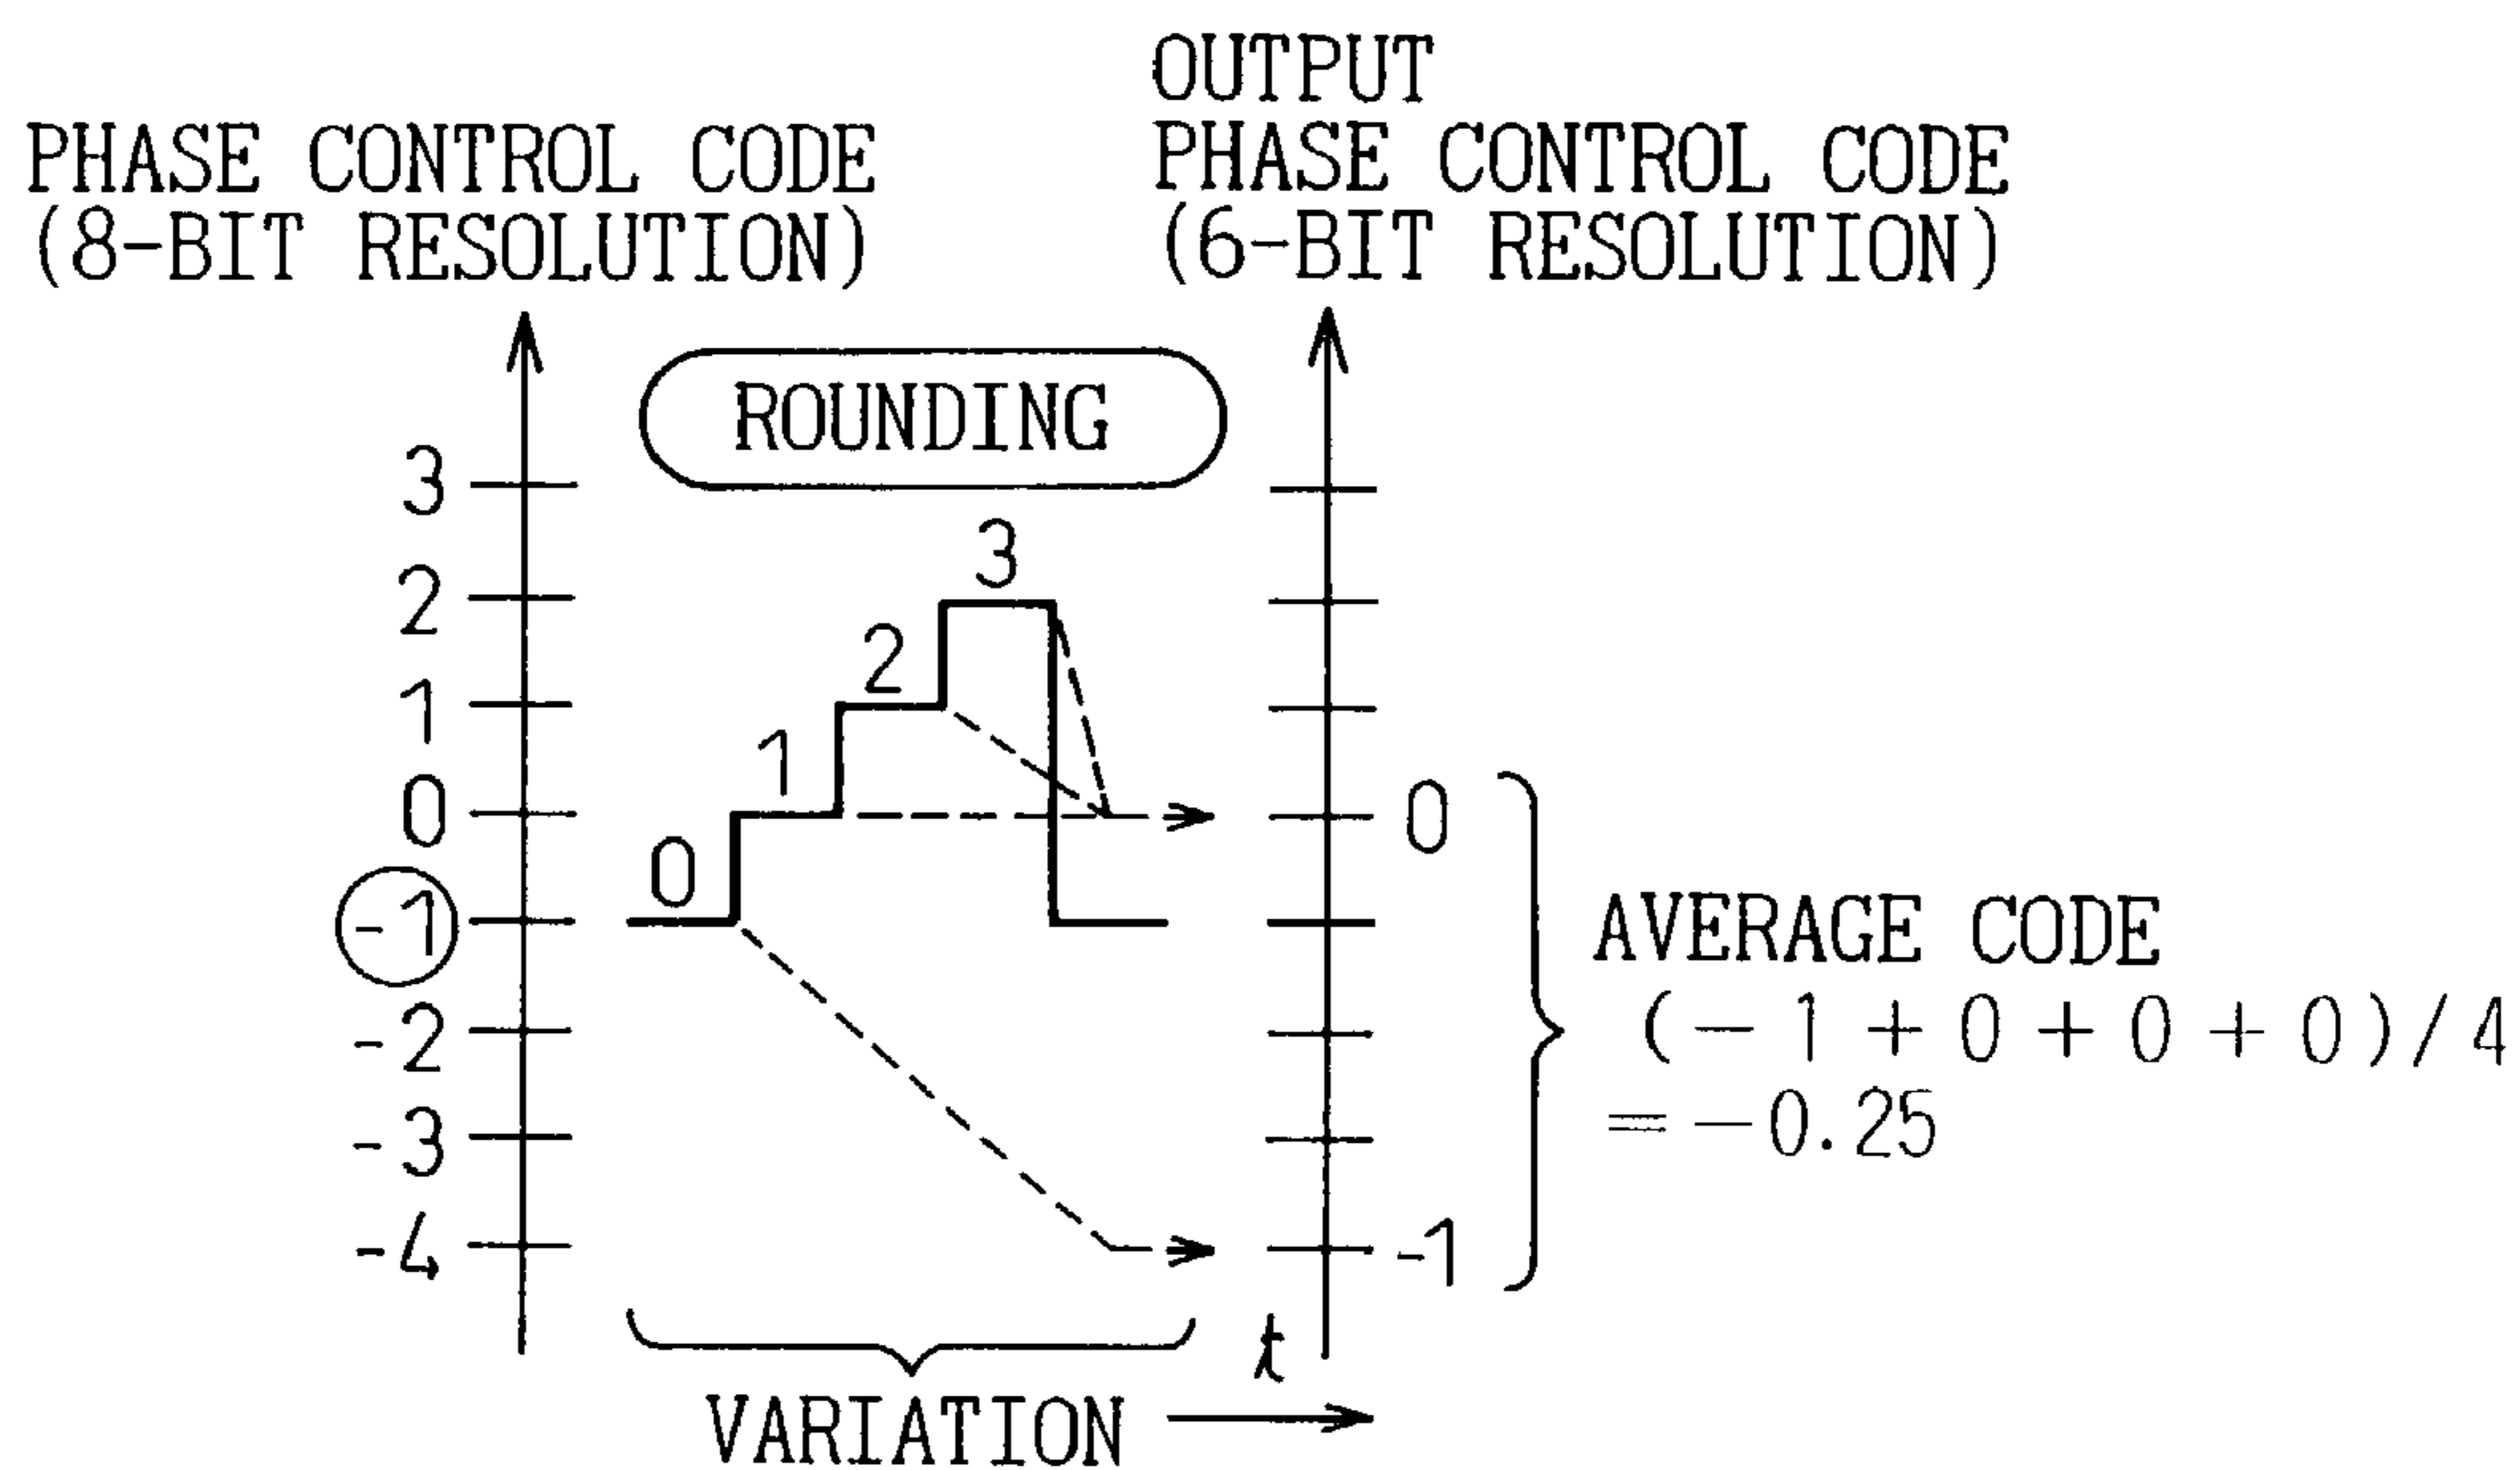 PHASE CONTROL CODE
(8-BIT RESOLUTION)
OUTPUT
PHASE CONTROL CODE
(6-BIT RESOLUTION)
ROUNDING
3
2
1
0
-1
-2
-3
-4
0
1
2
3
0
-1
AVERAGE CODE
(-1+0+0+0)/4
=-0.25
t
VARIATION